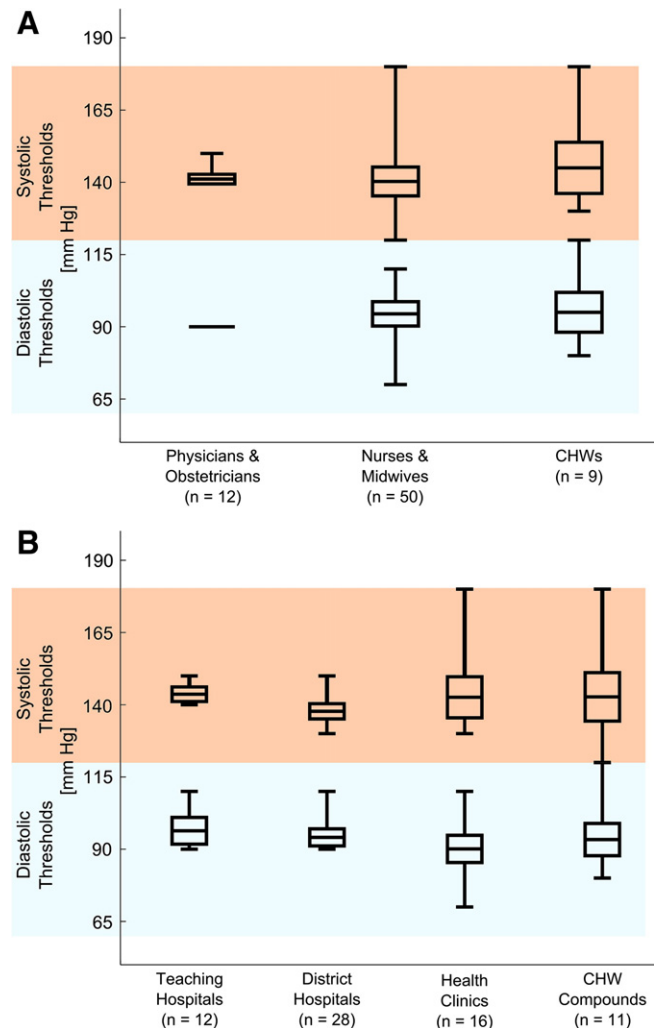 A
190
165
140
115
90
65
Systolic
Thresholds
Diastolic
Thresholds
[mm Hg]
Physicians &
Obstetricians
(n = 12)
Nurses &
Midwives
(n = 50)
CHWs
(n = 9)
B
190
165
140
115
90
65
Systolic
Thresholds
Diastolic
Thresholds
[mm Hg]
Teaching
Hospitals
(n = 12)
District
Hospitals
(n = 28)
Health
Clinics
(n = 16)
CHW
Compounds
(n = 11)